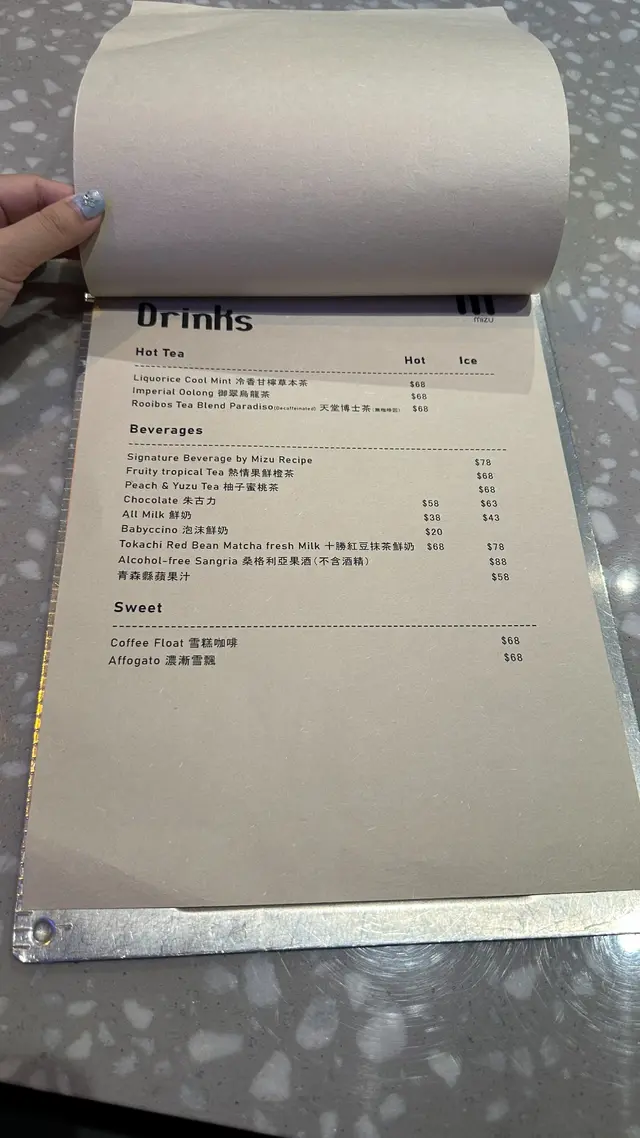 Drinks
mizu
Hot Tea Hot Ice
Liquorice Cool Mint 冷香甘檸草本茶 $68
Imperial Oolong 御翠烏龍茶 $68
Rooibos Tea Blend Paradiso (Decaffeinated) 天堂博士茶 (無咖啡因) $68
Beverages
Signature Beverage by Mizu Recipe $78
Fruity tropical Tea 熱情果鮮橙茶 $68
Peach & Yuzu Tea 柚子蜜桃茶 $68
Chocolate 朱古力 $58 $63
All Milk 鮮奶 $38 $43
Babyccino 泡沫鮮奶 $20
Tokachi Red Bean Matcha fresh Milk 十勝紅豆抹茶鮮奶 $68 $78
Alcohol-free Sangria 桑格利亞果酒(不含酒精) $88
青森縣蘋果汁 $58
Sweet
Coffee Float 雪糕咖啡 $68
Affogato 濃漸雪飄 $68